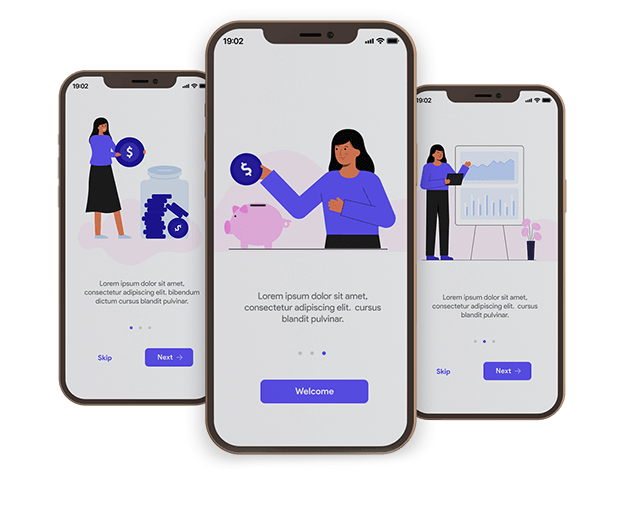 19:02
$
$
Lorem ipsum dolor sit amet,
consectetur adipiscing elit. bibendum
dictum cursus blandit pulvinar.
Skip
Next →
19:02
$
Lorem ipsum dolor sit amet,
consectetur adipiscing elit.  cursus
blandit pulvinar.
Welcome
19:02
Lorem ipsum dolor sit amet,
consectetur adipiscing elit.  cursus
blandit pulvinar.
Skip
Next →